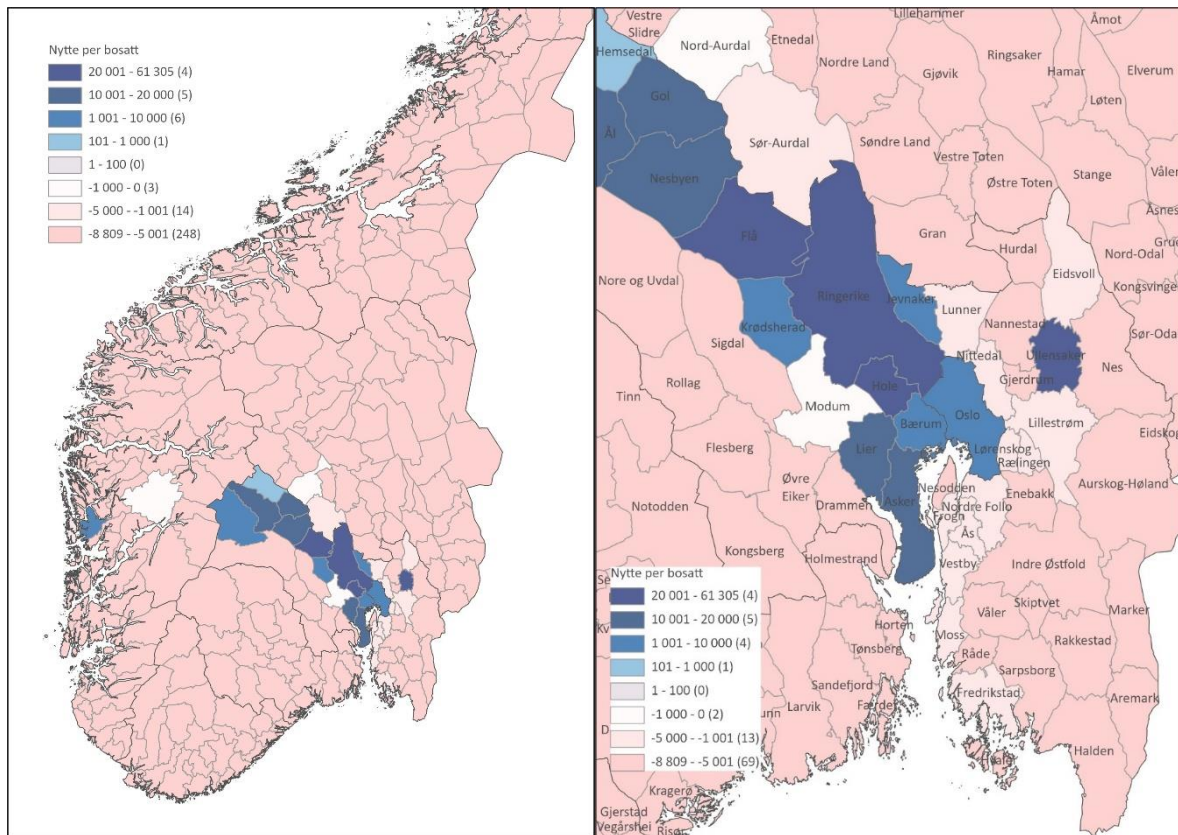 Nytte per bosatt
20 001 - 61 305 (4)
10 001 - 20 000 (5)
1 001 - 10 000 (6)
101 - 1 000 (1)
1 - 100 (0)
-1 000 - 0 (3)
-5 000 - -1 001 (14)
-8 809 - -5 001 (248)
Vestre
Slidre
Etnedal
Lillehammer
Åmot
Hemsedal
Nord-Aurdal
Nordre Land
Gjøvik
Ringsaker
Hamar
Elverum
Løten
Gol
Ål
Sør-Aurdal
Søndre Land
Vestre Toten
Nesbyen
Østre Toten
Stange
Våler
Åsnes
Flå
Gran
Hurdal
Nord-Odal
Grue
Eidsvoll
Kongsvinger
Nore og Uvdal
Ringerike
Jevnaker
Lunner
Nannestad
Krødsherad
Sør-Odal
Sigdal
Nittedal
Ullensaker
Nes
Rollag
Hole
Gjerdrum
Tinn
Modum
Oslo
Bærum
Lillestrøm
Flesberg
Lier
Lørenskog
Eidskog
Rælingen
Øvre
Eiker
Asker
Nesodden
Enebakk
Aurskog-Høland
Notodden
Drammen
Nordre Follo
Frogn
Ås
Kongsberg
Holmestrand
Vestby
Indre Østfold
Nytte per bosatt
20 001 - 61 305 (4)
10 001 - 20 000 (5)
1 001 - 10 000 (4)
101 - 1 000 (1)
1 - 100 (0)
-1 000 - 0 (2)
-5 000 - -1 001 (13)
-8 809 - -5 001 (69)
Skiptvet
Våler
Marker
Horten
Moss
Rakkestad
Tønsberg
Råde
Sarpsborg
Sandefjord
Fredrikstad
Larvik
Færder
Aremark
Halden
Hvaler
Kragerø
Gjerstad
Vegårshei
Risør